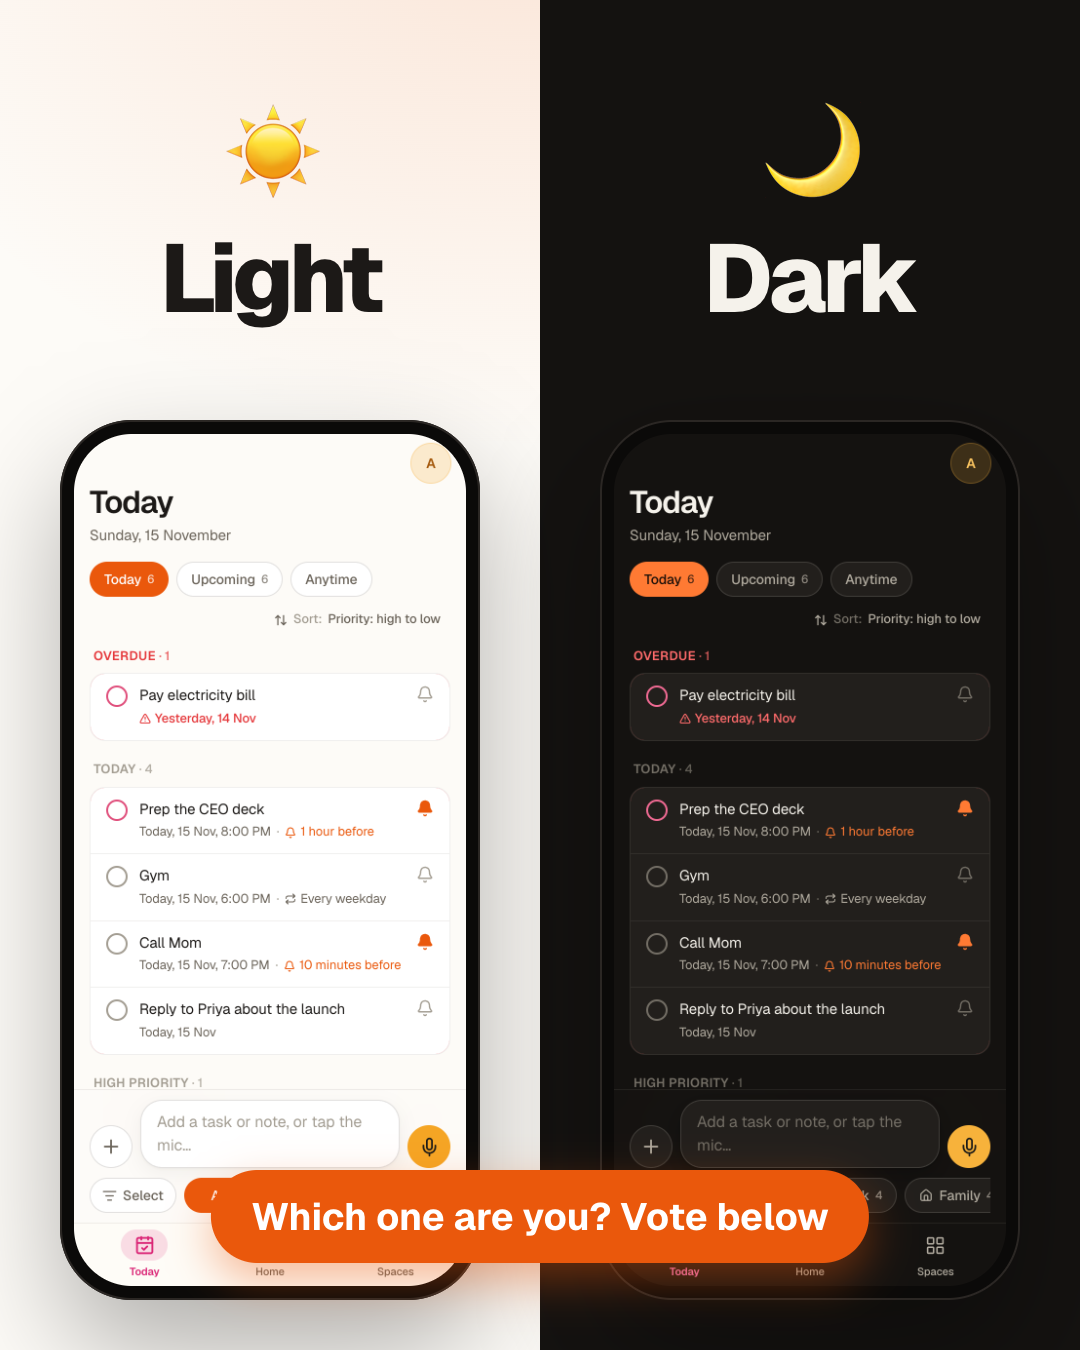 Light
A
Today
Sunday, 15 November
Today 6
Upcoming 6
Anytime
Sort: Priority: high to low
OVERDUE · 1
Pay electricity bill
Yesterday, 14 Nov
TODAY · 4
Prep the CEO deck
Today, 15 Nov, 8:00 PM · 1 hour before
Gym
Today, 15 Nov, 6:00 PM · Every weekday
Call Mom
Today, 15 Nov, 7:00 PM · 10 minutes before
Reply to Priya about the launch
Today, 15 Nov
HIGH PRIORITY · 1
Add a task or note, or tap the
mic...
Select
Today
Home
Spaces
Dark
A
Today
Sunday, 15 November
Today 6
Upcoming 6
Anytime
Sort: Priority: high to low
OVERDUE · 1
Pay electricity bill
Yesterday, 14 Nov
TODAY · 4
Prep the CEO deck
Today, 15 Nov, 8:00 PM · 1 hour before
Gym
Today, 15 Nov, 6:00 PM · Every weekday
Call Mom
Today, 15 Nov, 7:00 PM · 10 minutes before
Reply to Priya about the launch
Today, 15 Nov
HIGH PRIORITY · 1
Add a task or note, or tap the
mic...
4
Family
Today
Home
Spaces
Which one are you? Vote below